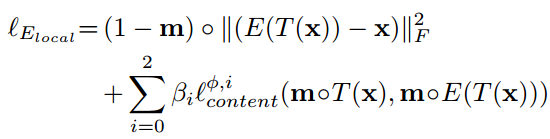 ℓ_{E_{local}} = (1 − m) ∘ ‖(E(T(x)) − x)‖_F^2
+ ∑_{i=0}^{2} β_i ℓ_{content}^{ϕ,i}(m∘T(x), m∘E(T(x)))